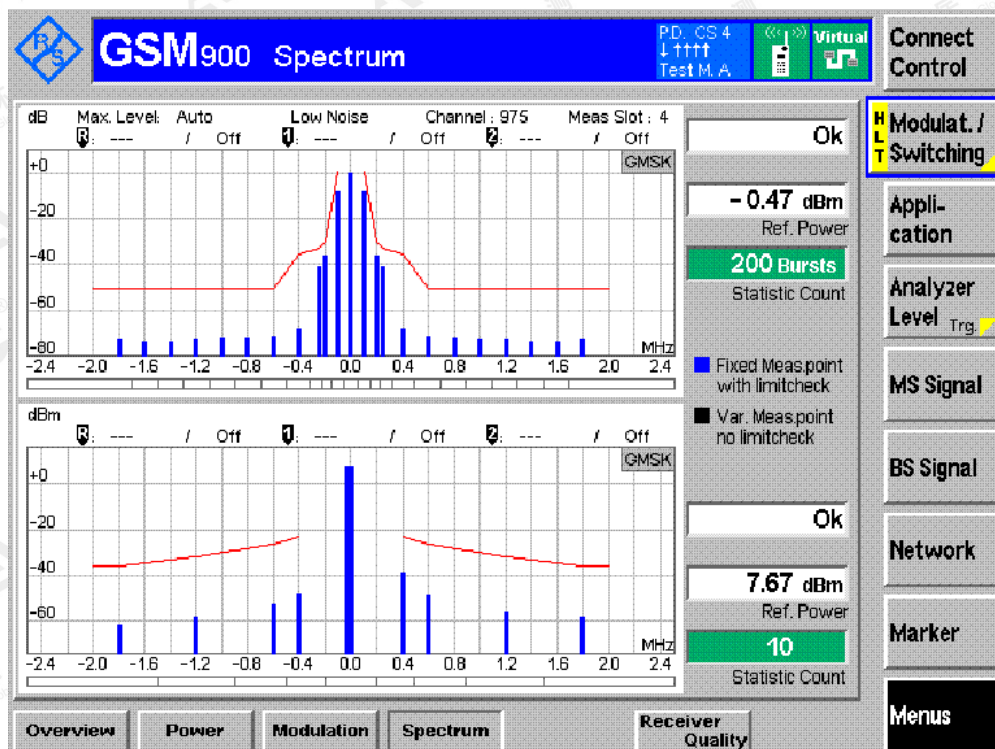 R S
GSM900 Spectrum
P.D. CS 4
↓ ↑↑↑↑
Test M. A
Virtual
Connect
Control
HLT
Modulat. /
Switching
Appli-
cation
Analyzer
Level Trg.
MS Signal
BS Signal
Network
Marker
Menus
dB Max. Level: Auto Low Noise Channel : 975 Meas Slot : 4
R: --- / Off 1: --- / Off 2: --- / Off
GMSK
+0
-20
-40
-60
-80
MHz
-2.4 -2.0 -1.6 -1.2 -0.8 -0.4 0.0 0.4 0.8 1.2 1.6 2.0 2.4
Ok
- 0.47 dBm
Ref. Power
200 Bursts
Statistic Count
Fixed Meas.point
with limitcheck
Var. Meas.point
no limitcheck
dBm
R: --- / Off 1: --- / Off 2: --- / Off
GMSK
+0
-20
-40
-60
MHz
-2.4 -2.0 -1.6 -1.2 -0.8 -0.4 0.0 0.4 0.8 1.2 1.6 2.0 2.4
Ok
7.67 dBm
Ref. Power
10
Statistic Count
Overview Power Modulation Spectrum Receiver
Quality